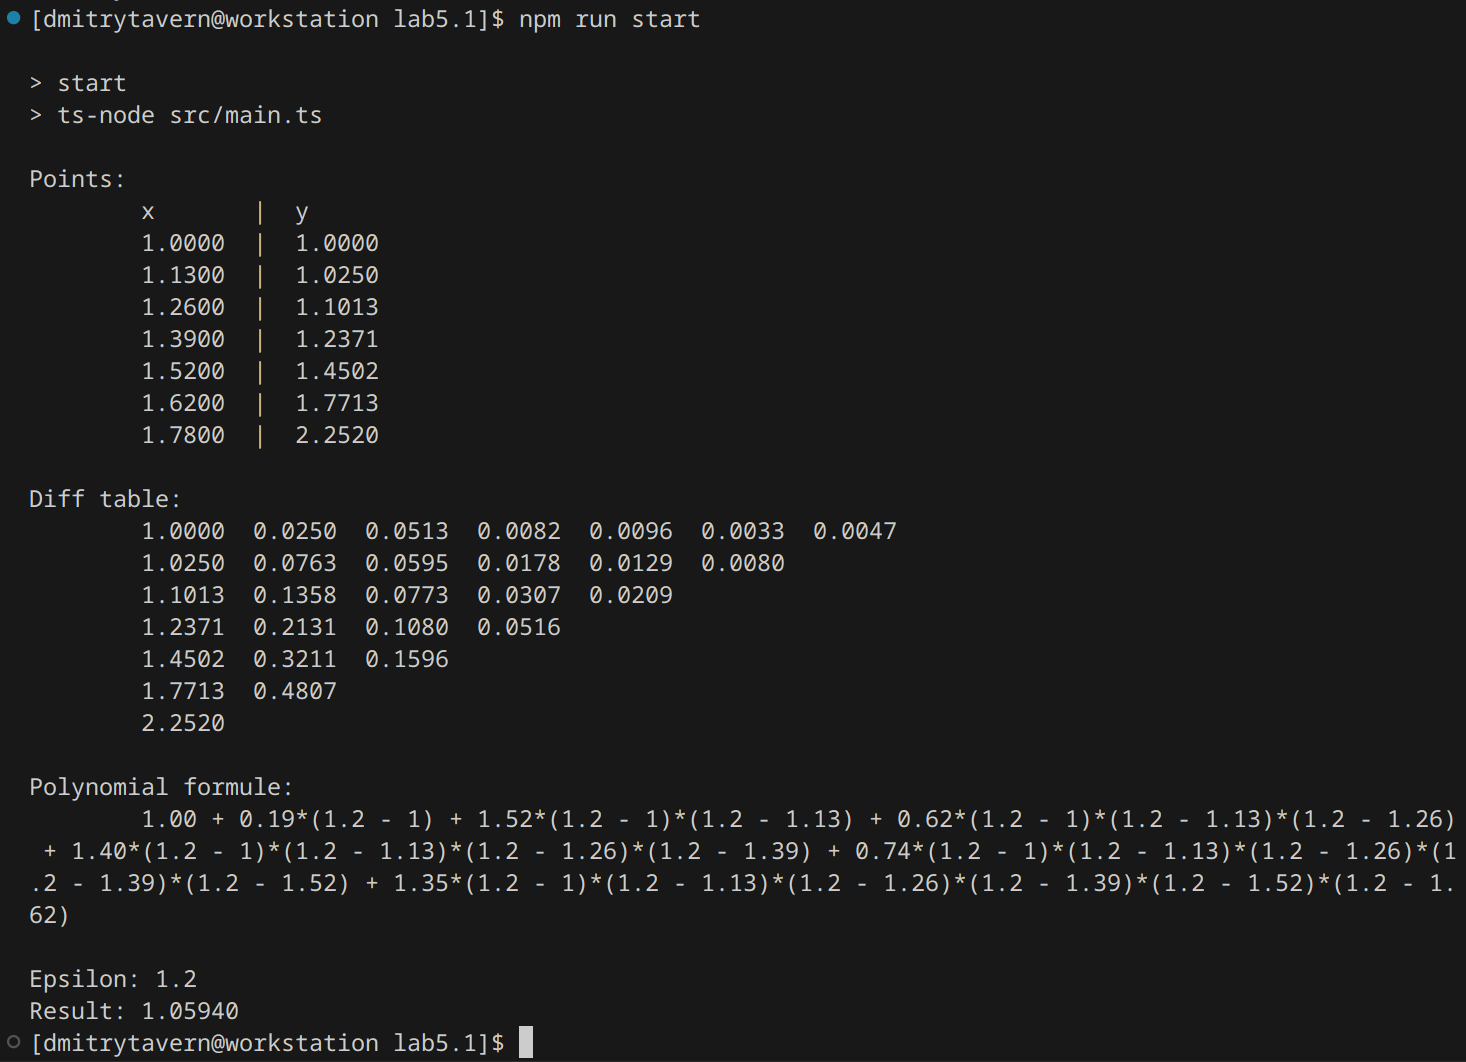 [dmitrytavern@workstation lab5.1]$ npm run start
> start
> ts-node src/main.ts
Points:
x | y
1.0000 | 1.0000
1.1300 | 1.0250
1.2600 | 1.1013
1.3900 | 1.2371
1.5200 | 1.4502
1.6200 | 1.7713
1.7800 | 2.2520
Diff table:
1.0000 0.0250 0.0513 0.0082 0.0096 0.0033 0.0047
1.0250 0.0763 0.0595 0.0178 0.0129 0.0080
1.1013 0.1358 0.0773 0.0307 0.0209
1.2371 0.2131 0.1080 0.0516
1.4502 0.3211 0.1596
1.7713 0.4807
2.2520
Polynomial formule:
1.00 + 0.19*(1.2 - 1) + 1.52*(1.2 - 1)*(1.2 - 1.13) + 0.62*(1.2 - 1)*(1.2 - 1.13)*(1.2 - 1.26)
+ 1.40*(1.2 - 1)*(1.2 - 1.13)*(1.2 - 1.26)*(1.2 - 1.39) + 0.74*(1.2 - 1)*(1.2 - 1.13)*(1.2 - 1.26)*(1
.2 - 1.39)*(1.2 - 1.52) + 1.35*(1.2 - 1)*(1.2 - 1.13)*(1.2 - 1.26)*(1.2 - 1.39)*(1.2 - 1.52)*(1.2 - 1.
62)
Epsilon: 1.2
Result: 1.05940
[dmitrytavern@workstation lab5.1]$